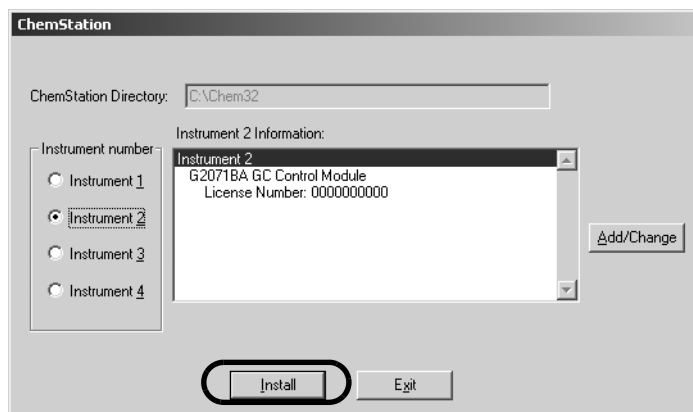 ChemStation
ChemStation Directory: C:\Chem32
Instrument number
Instrument 1
Instrument 2
Instrument 3
Instrument 4
Instrument 2 Information:
Instrument 2
G2071BA GC Control Module
License Number: 0000000000
Add/Change
Install
Exit